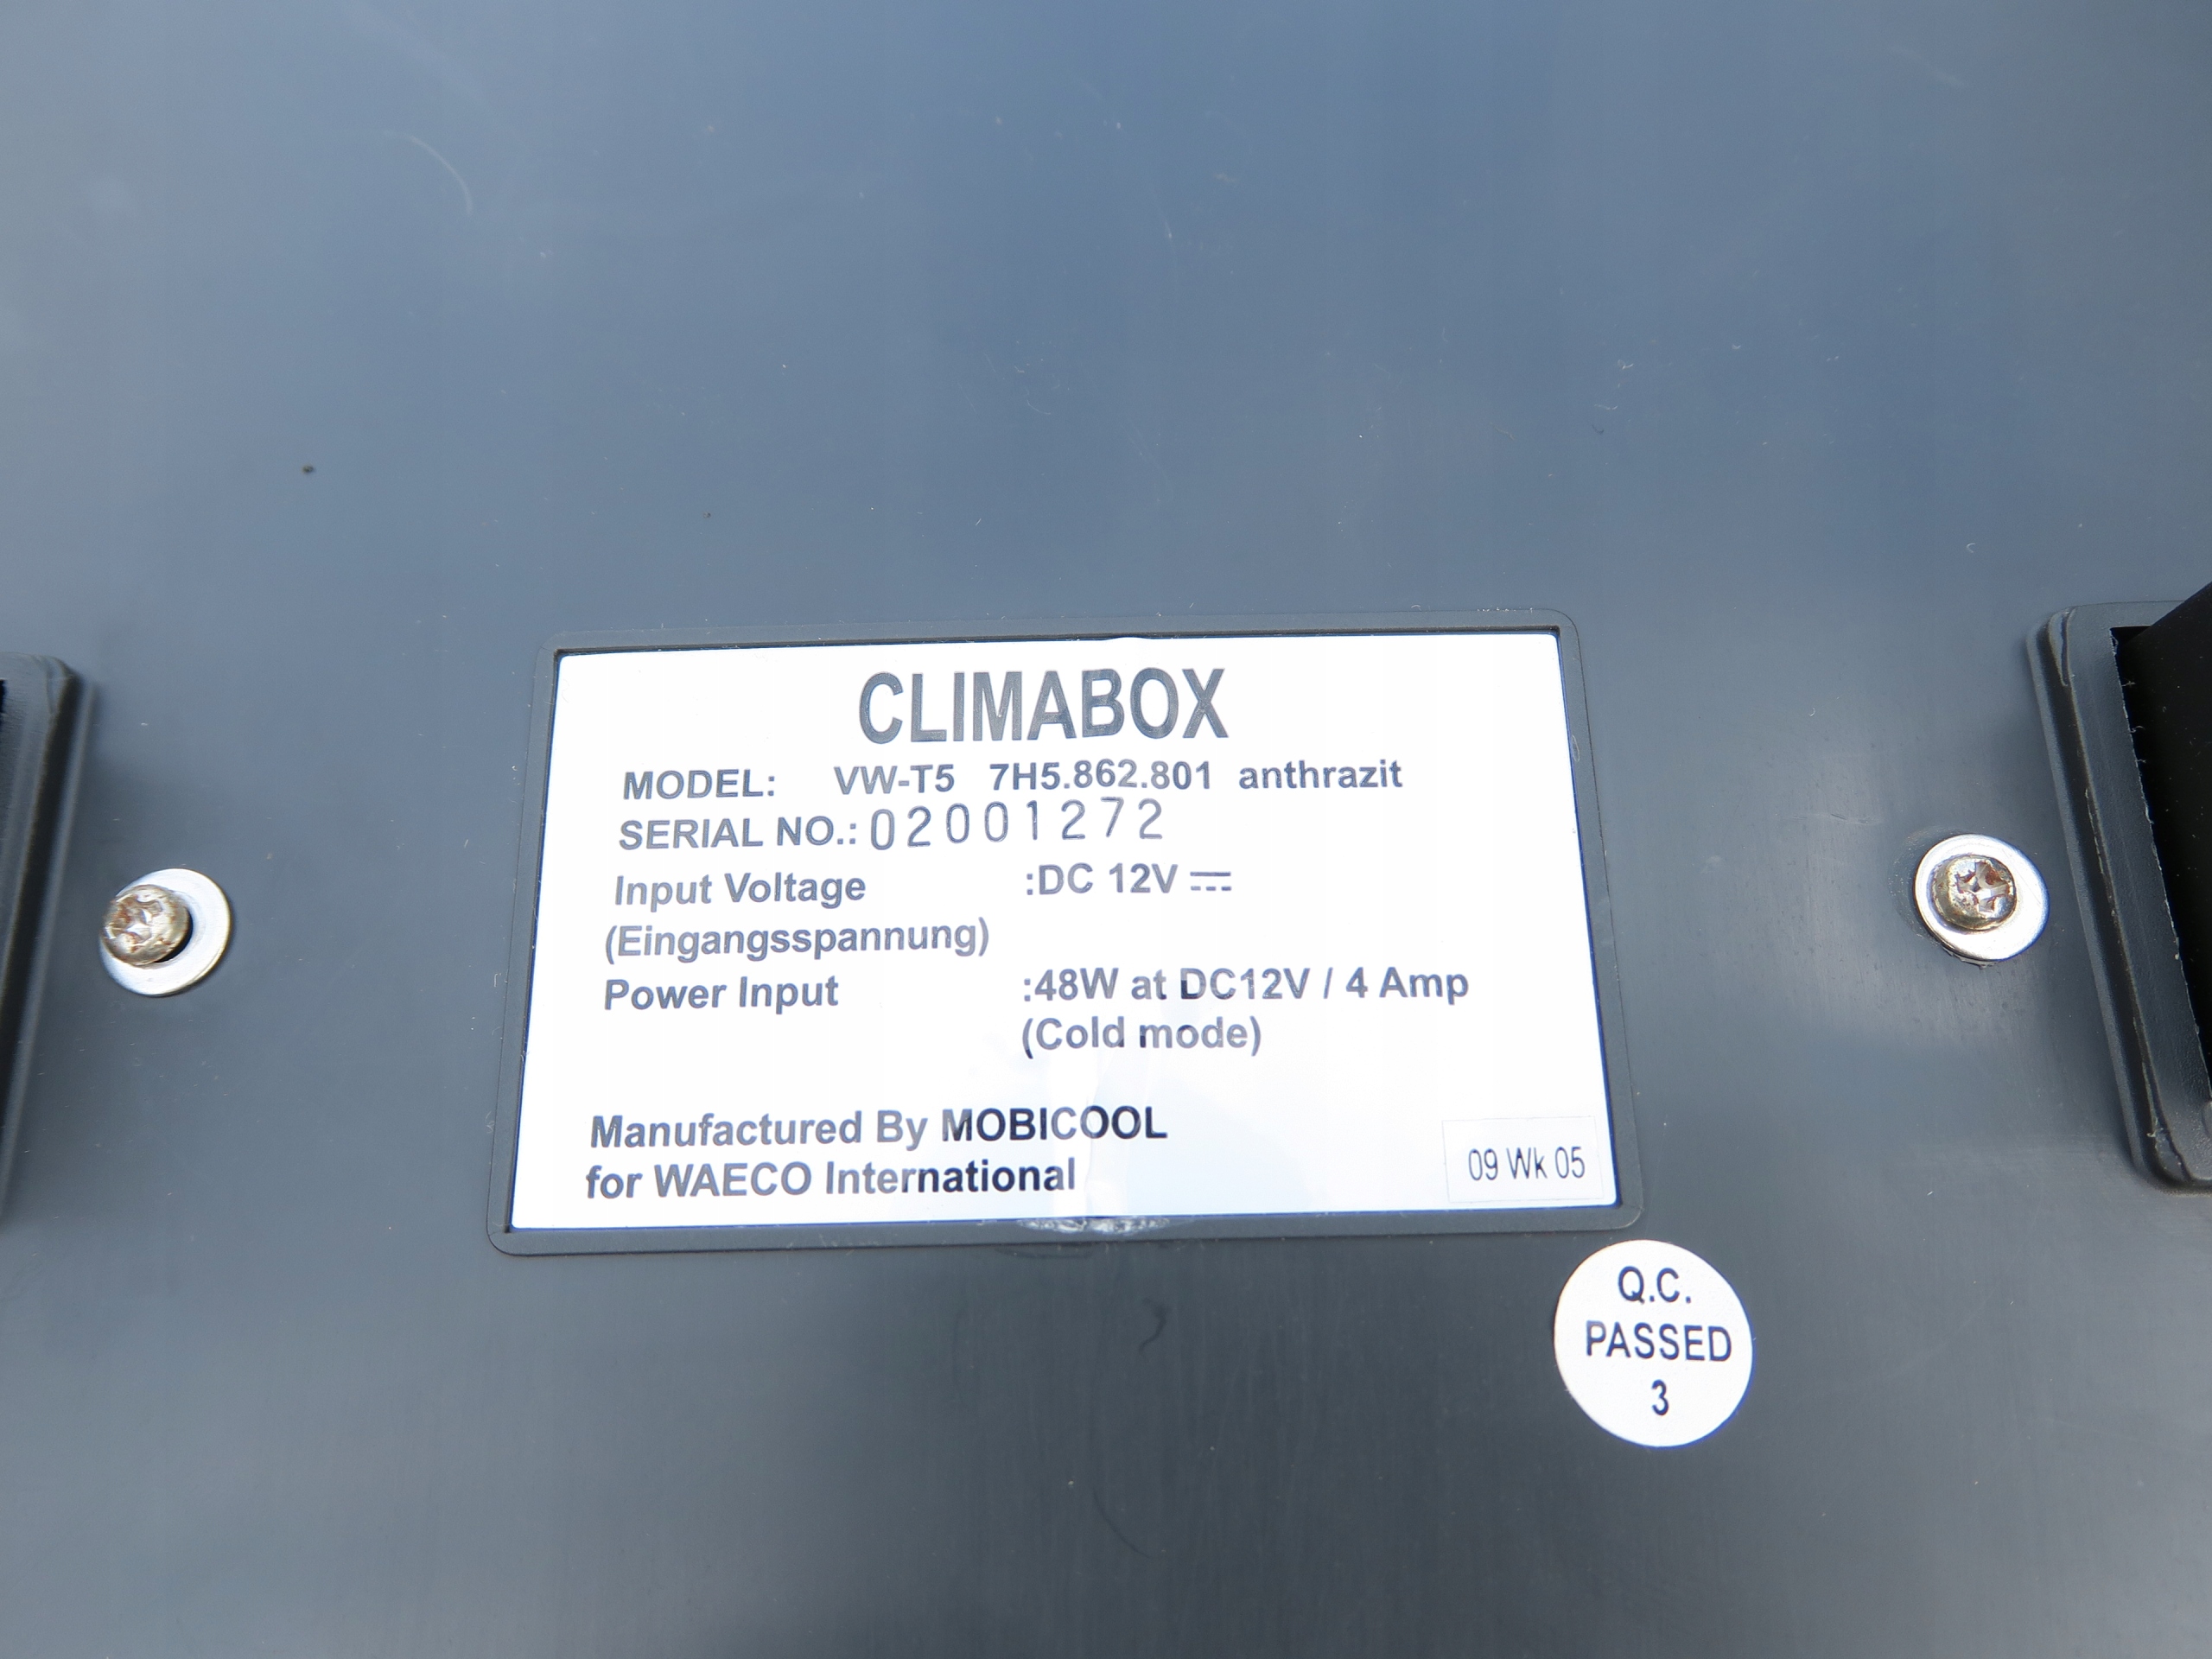 CLIMABOX
MODEL: VW-T5 7H5.862.801 anthrazit
SERIAL NO.: 02001272
Input Voltage :DC 12V ⎓
(Eingangsspannung)
Power Input :48W at DC12V / 4 Amp
(Cold mode)
Manufactured By MOBICOOL
for WAECO International
09 Wk 05
Q.C.
PASSED
3